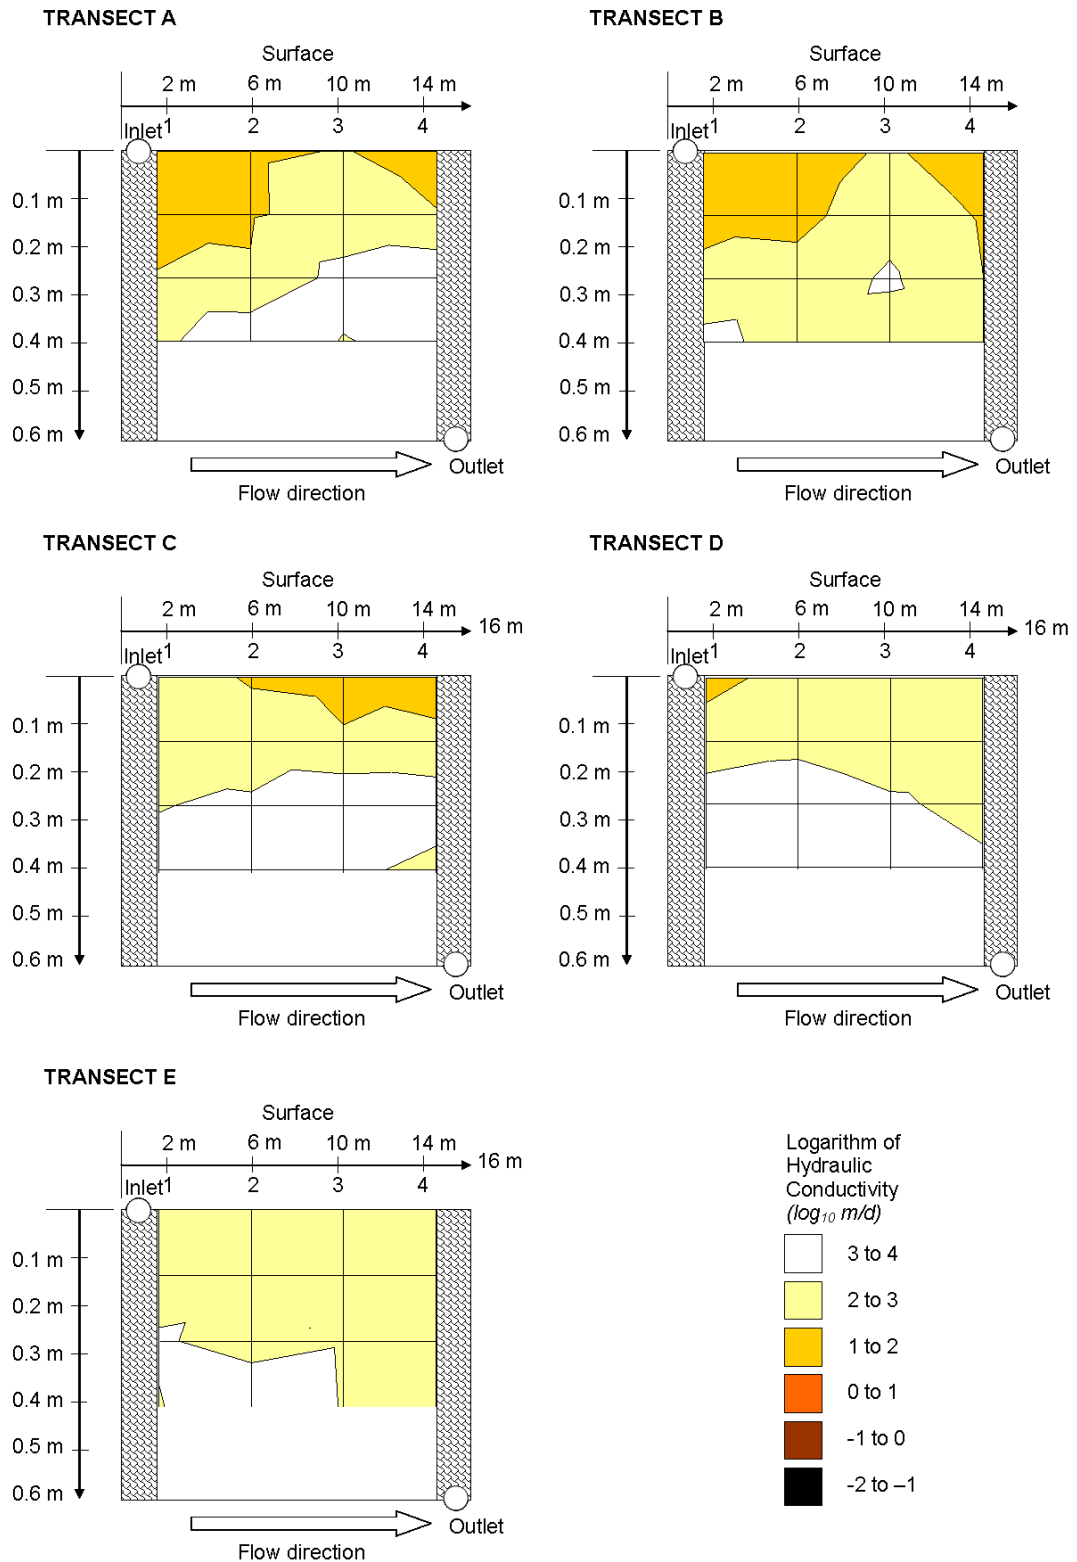 TRANSECT A
Surface
2 m 6 m 10 m 14 m
Inlet 1 2 3 4
0.1 m
0.2 m
0.3 m
0.4 m
0.5 m
0.6 m
Outlet
Flow direction
TRANSECT B
Surface
2 m 6 m 10 m 14 m
Inlet 1 2 3 4
0.1 m
0.2 m
0.3 m
0.4 m
0.5 m
0.6 m
Outlet
Flow direction
TRANSECT C
Surface
2 m 6 m 10 m 14 m
16 m
Inlet 1 2 3 4
0.1 m
0.2 m
0.3 m
0.4 m
0.5 m
0.6 m
Outlet
Flow direction
TRANSECT D
Surface
2 m 6 m 10 m 14 m
16 m
Inlet 1 2 3 4
0.1 m
0.2 m
0.3 m
0.4 m
0.5 m
0.6 m
Outlet
Flow direction
TRANSECT E
Surface
2 m 6 m 10 m 14 m
16 m
Inlet 1 2 3 4
0.1 m
0.2 m
0.3 m
0.4 m
0.5 m
0.6 m
Outlet
Flow direction
Logarithm of
Hydraulic
Conductivity
(log₁₀ m/d)
3 to 4
2 to 3
1 to 2
0 to 1
-1 to 0
-2 to –1